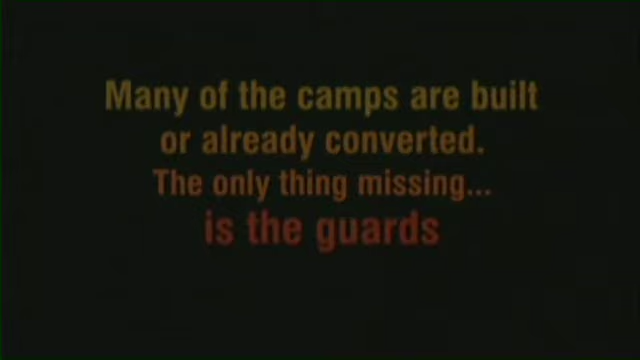 Many of the camps are built
or already converted.
The only thing missing...
is the guards